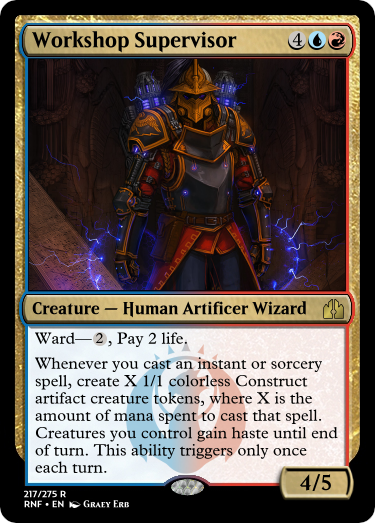 Workshop Supervisor 4
Creature — Human Artificer Wizard
Ward—2, Pay 2 life.
Whenever you cast an instant or sorcery
spell, create X 1/1 colorless Construct
artifact creature tokens, where X is the
amount of mana spent to cast that spell.
Creatures you control gain haste until end
of turn. This ability triggers only once
each turn.
4/5
217/275 R
RNF • EN Graey Erb